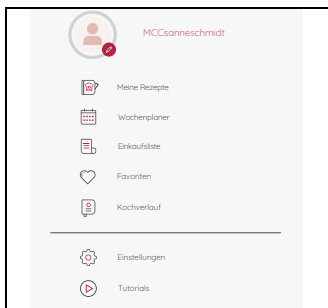 MCCsanneschmidt
Meine Rezepte
Wochenplaner
Einkaufsliste
Favoriten
Kochverlauf
Einstellungen
Tutorials